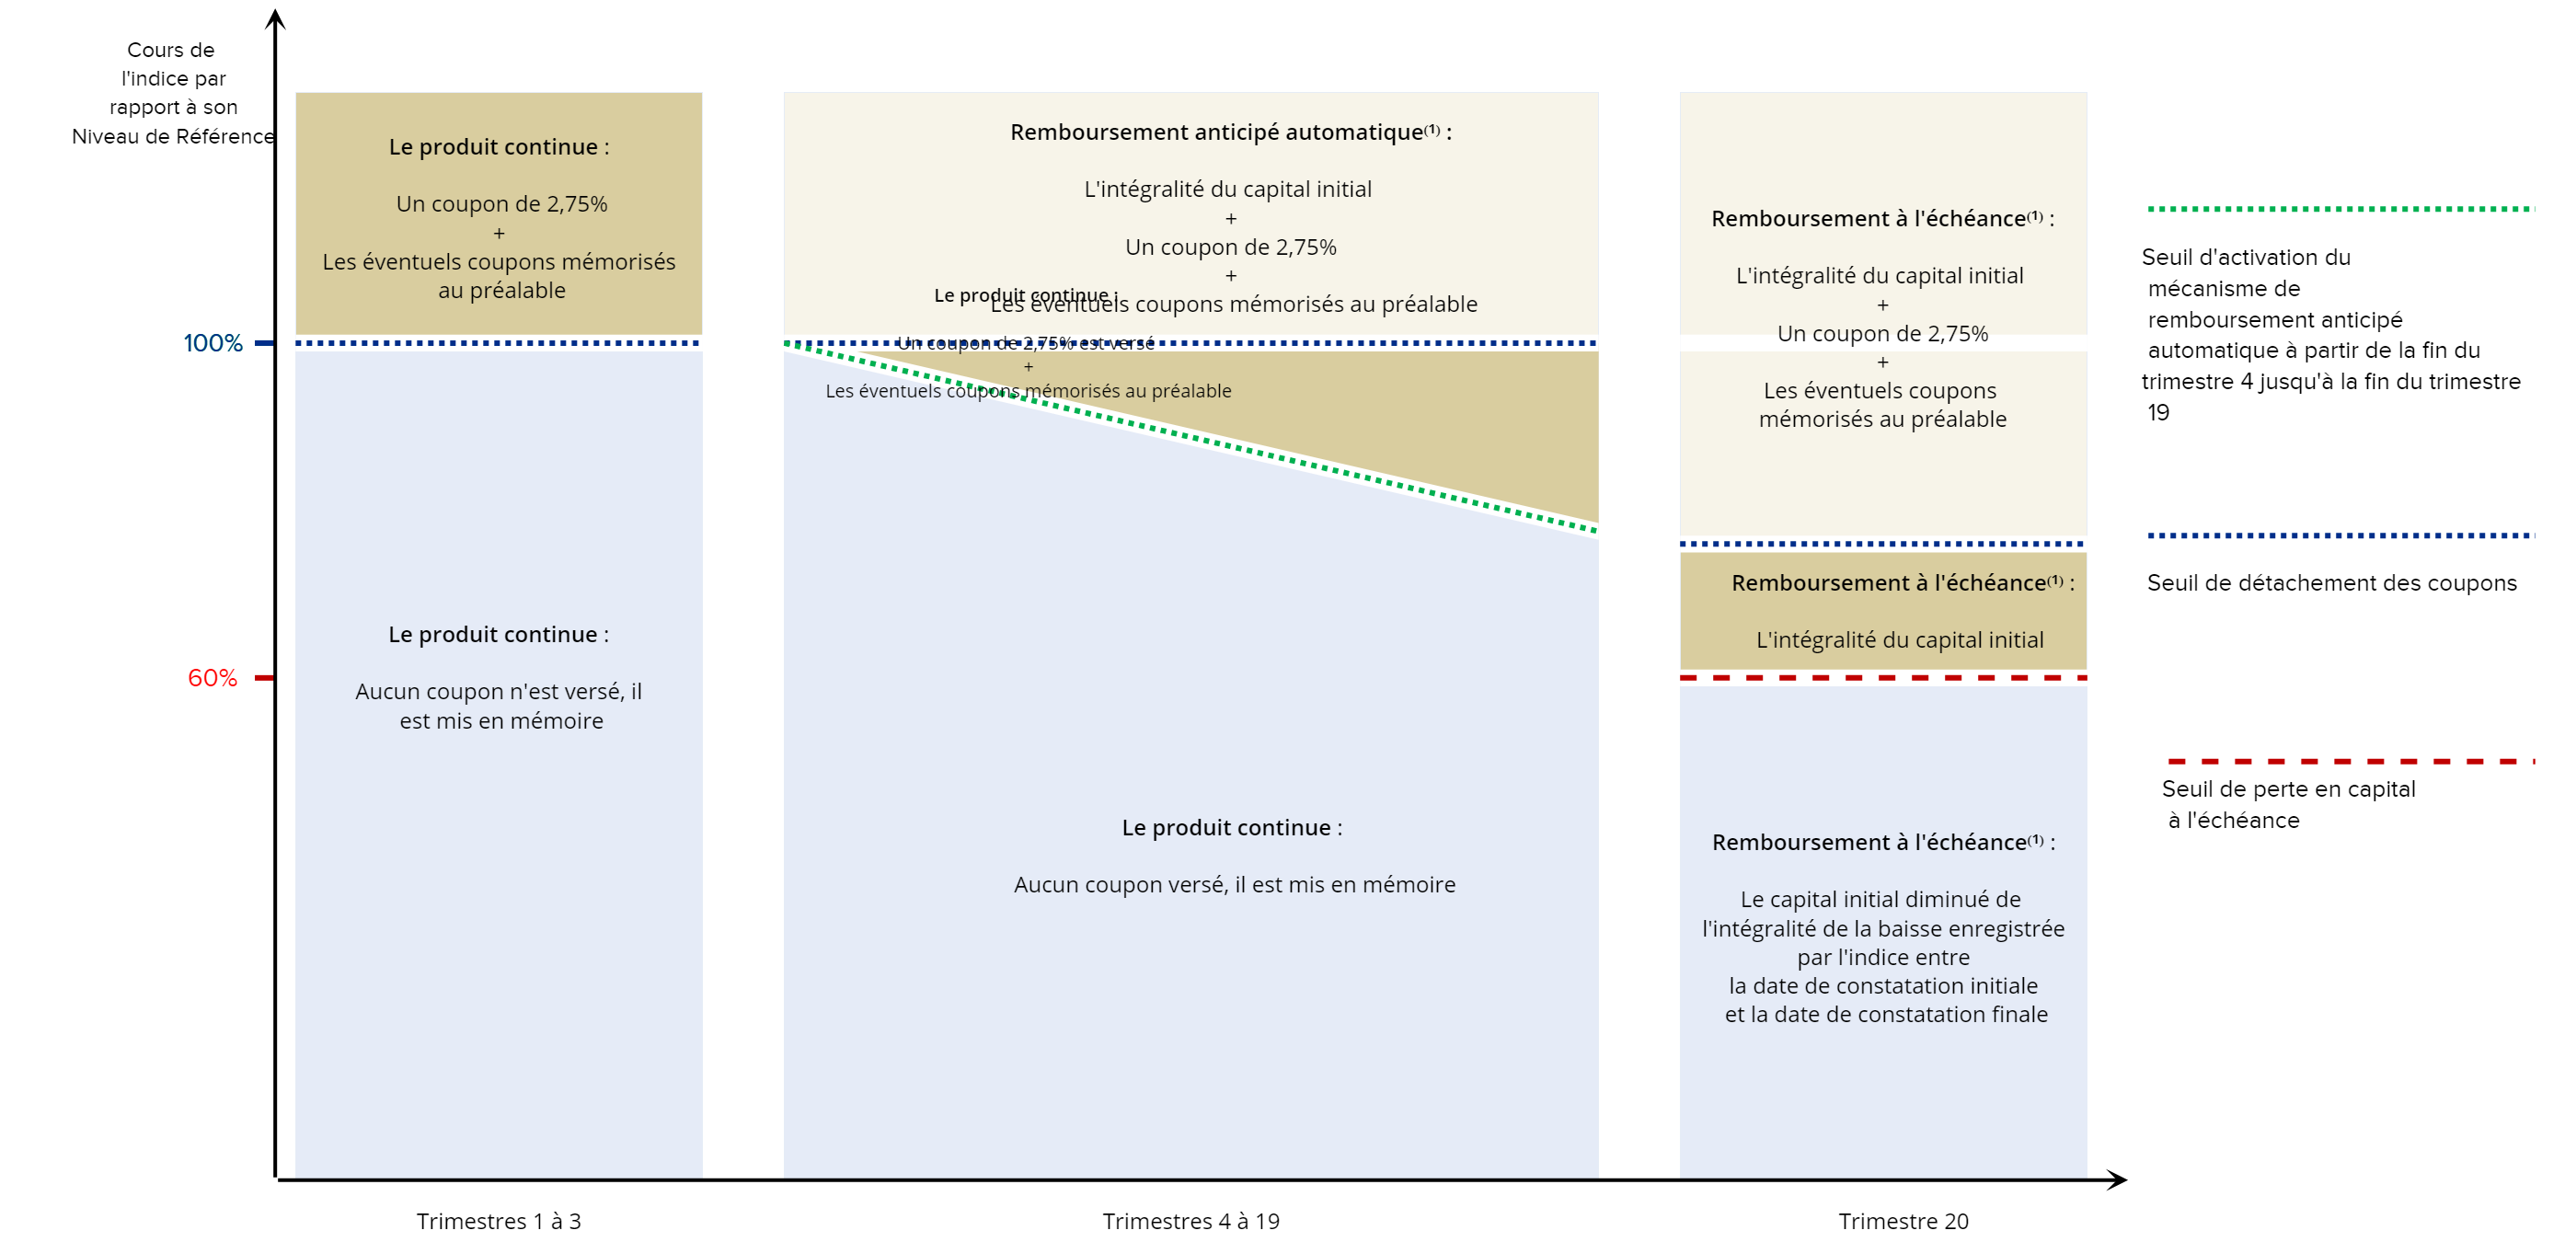 Cours de
l'indice par
rapport à son
Niveau de Référence
100%
60%
Le produit continue :
Un coupon de 2,75%
+
Les éventuels coupons mémorisés
au préalable
Le produit continue :
Aucun coupon n'est versé, il
est mis en mémoire
Trimestres 1 à 3
Remboursement anticipé automatique⁽¹⁾ :
L'intégralité du capital initial
+
Un coupon de 2,75%
+
Les éventuels coupons mémorisés au préalable
Le produit continue :
Un coupon de 2,75% est versé
+
Les éventuels coupons mémorisés au préalable
Le produit continue :
Aucun coupon versé, il est mis en mémoire
Trimestres 4 à 19
Remboursement à l'échéance⁽¹⁾ :
L'intégralité du capital initial
+
Un coupon de 2,75%
+
Les éventuels coupons
mémorisés au préalable
Remboursement à l'échéance⁽¹⁾ :
L'intégralité du capital initial
Remboursement à l'échéance⁽¹⁾ :
Le capital initial diminué de
l'intégralité de la baisse enregistrée
par l'indice entre
la date de constatation initiale
et la date de constatation finale
Trimestre 20
Seuil d'activation du
mécanisme de
remboursement anticipé
automatique à partir de la fin du
trimestre 4 jusqu'à la fin du trimestre
19
Seuil de détachement des coupons
Seuil de perte en capital
à l'échéance